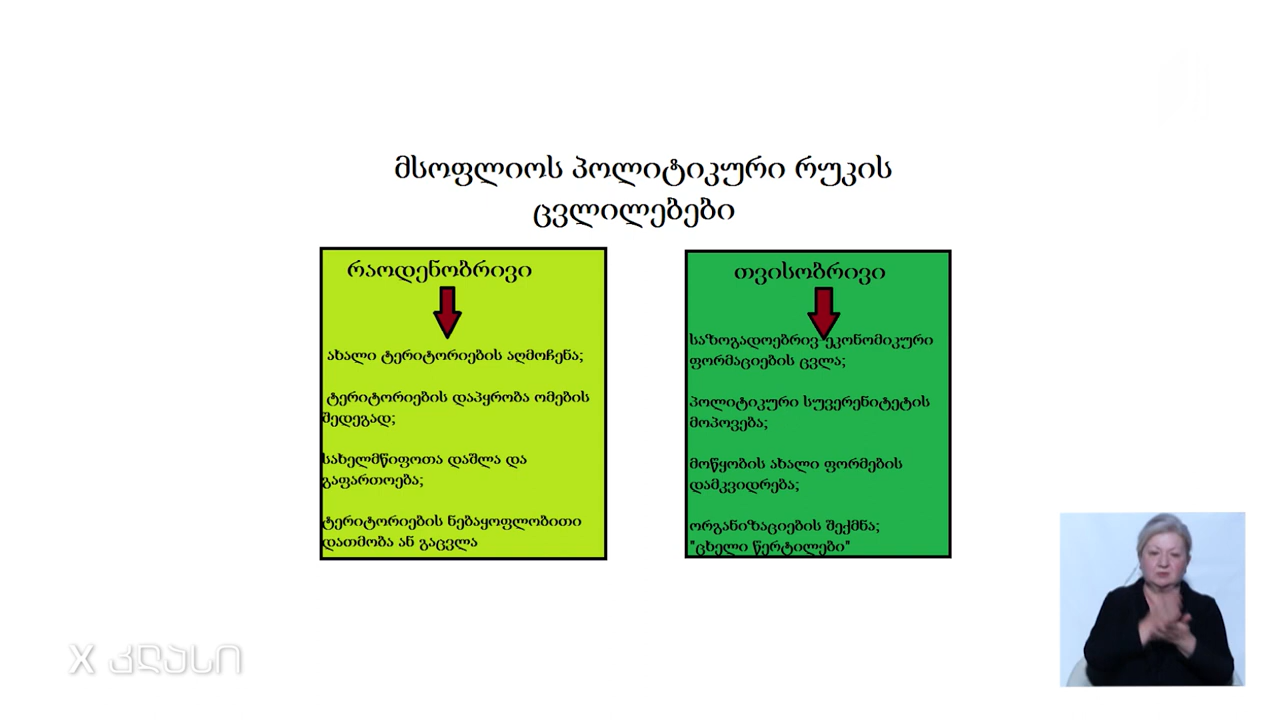 მსოფლიოს პოლიტიკური რუკის
ცვლილებები
რაოდენობრივი
ახალი ტერიტორიების აღმოჩენა;
ტერიტორიების დაპყრობა ომების
შედეგად;
სახელმწიფოთა დაშლა და
გაფართოება;
ტერიტორიების ნებაყოფლობითი
დათმობა ან გაცვლა
თვისობრივი
საზოგადოებრივ-ეკონომიკური
ფორმაციების ცვლა;
პოლიტიკური სუვერენიტეტის
მოპოვება;
მოწყობის ახალი ფორმების
დამკვიდრება;
ორგანიზაციების შექმნა;
"ცხელი წერტილები"
X კლასი